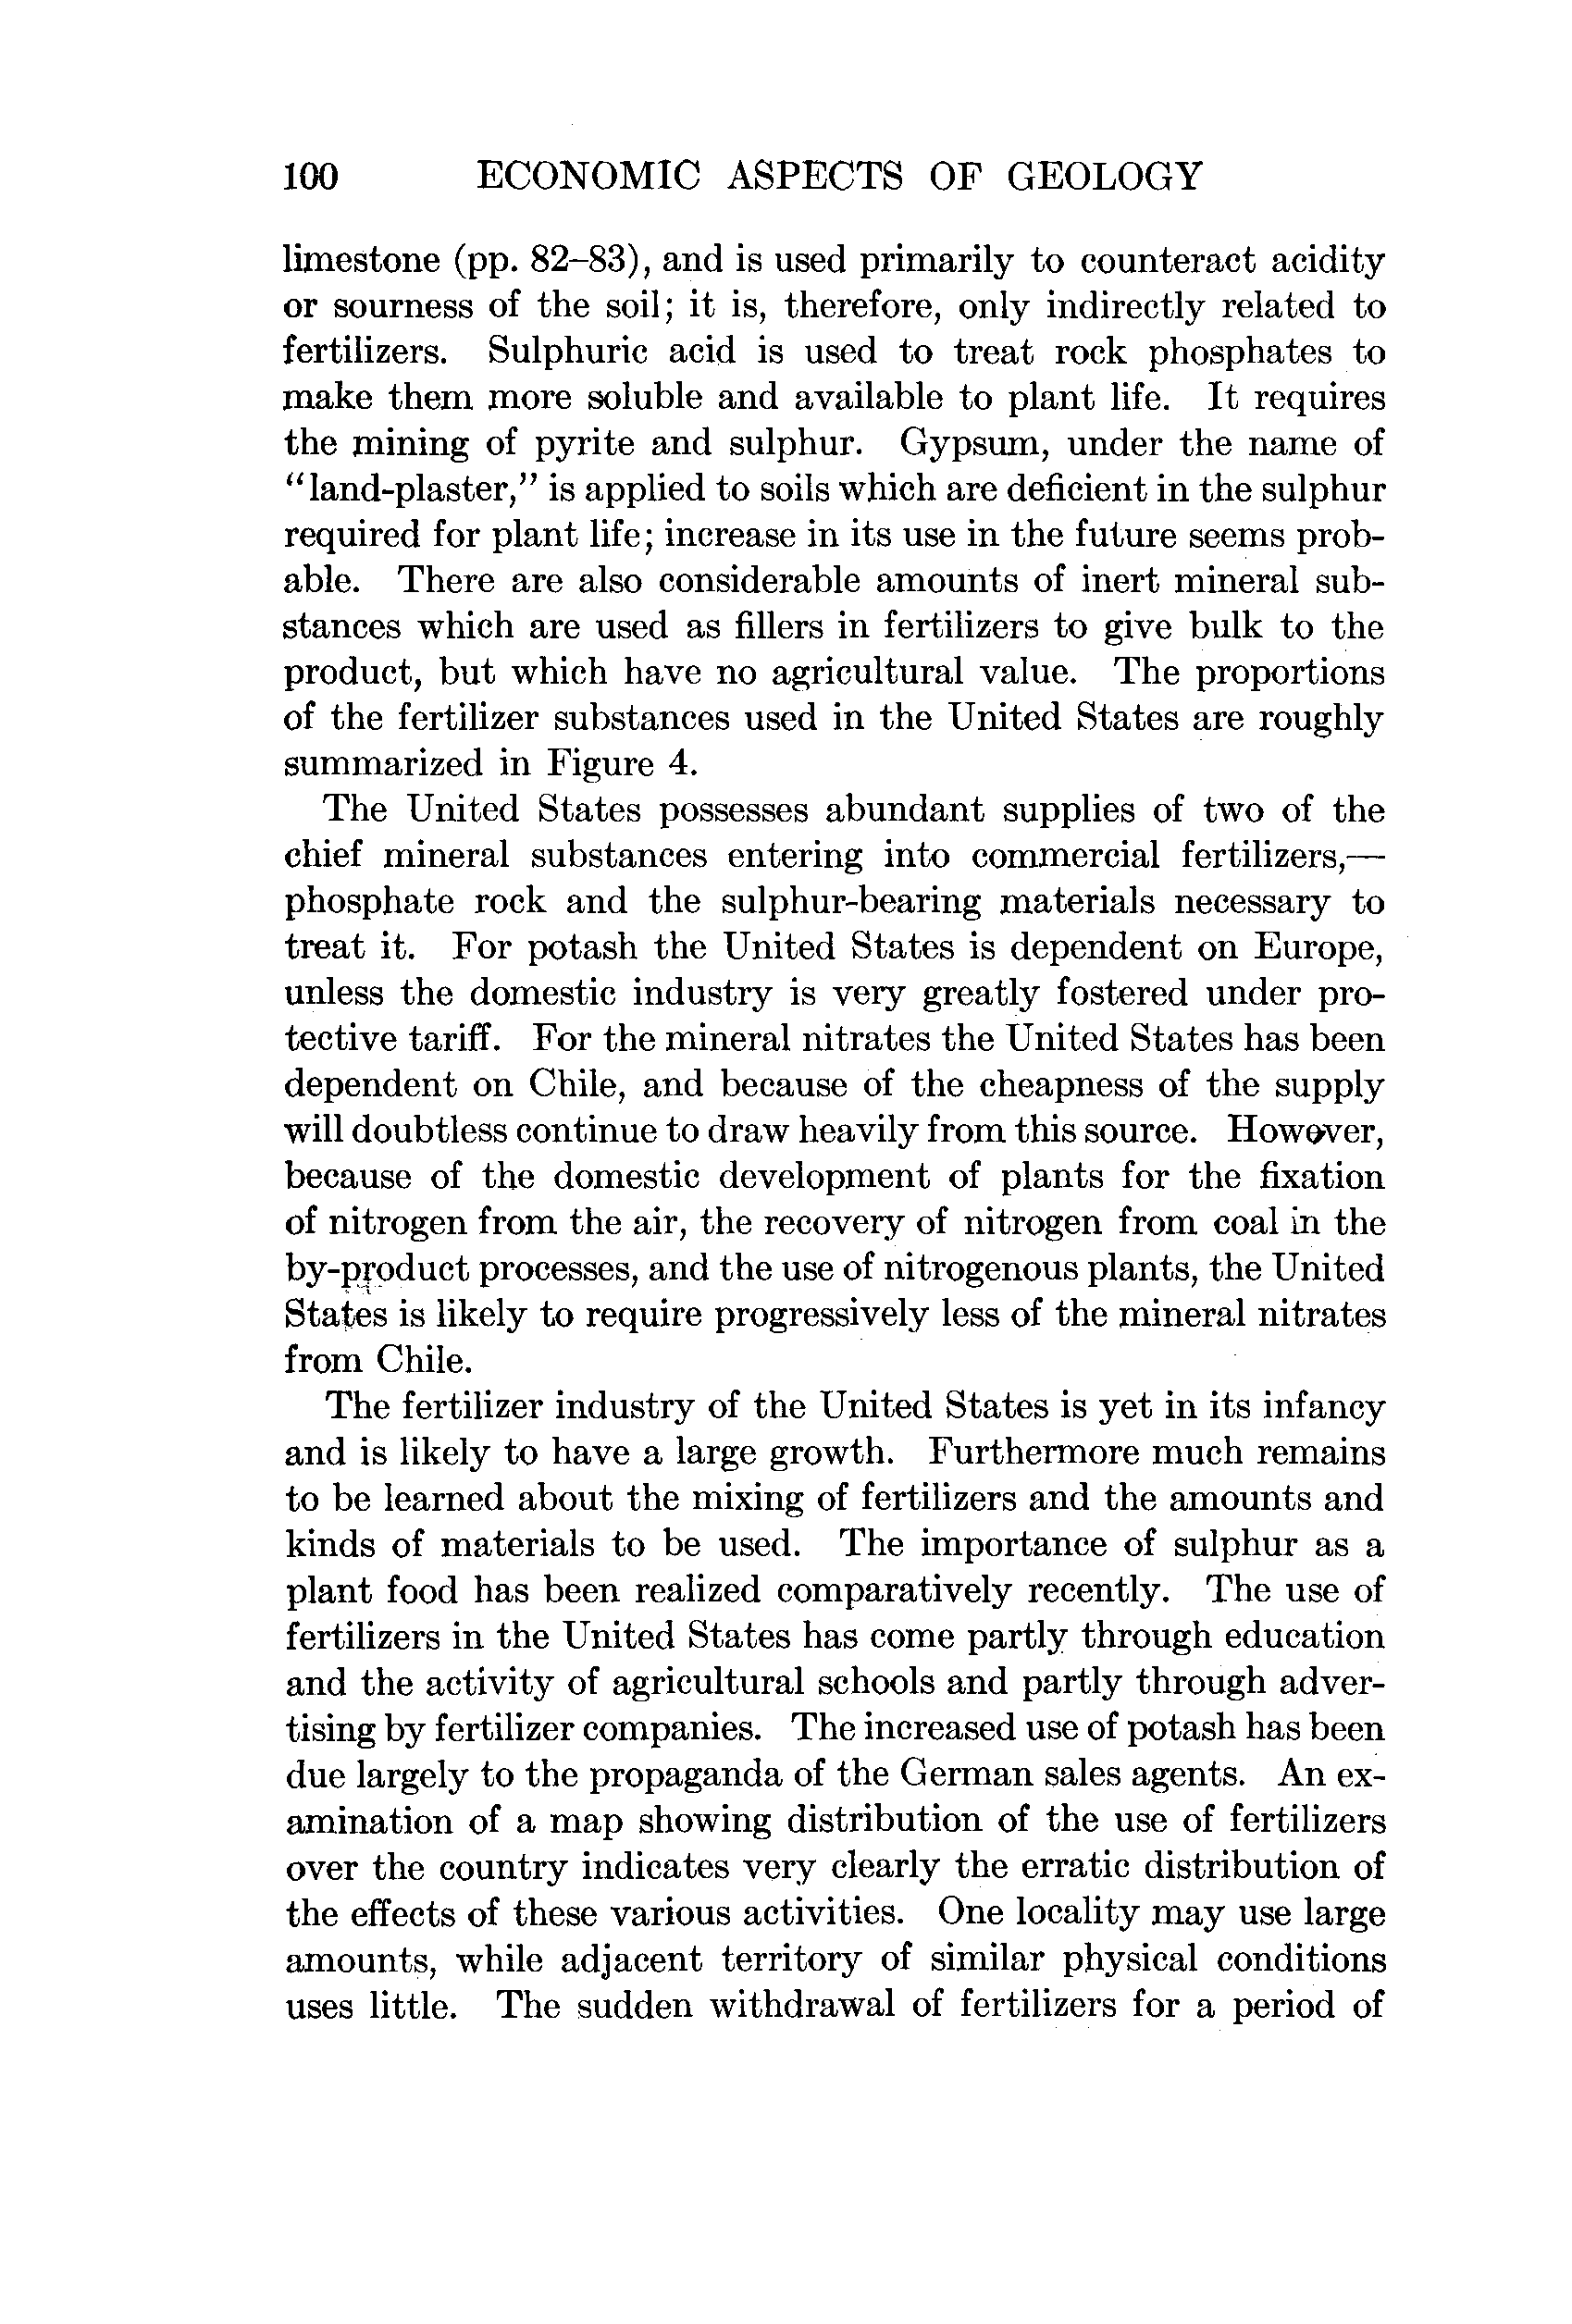 100 ECONOMIC ASPECTS OF GEOLOGY
limestone (pp. 82–83), and is used primarily to counteract acidity
or sourness of the soil; it is, therefore, only indirectly related to
fertilizers. Sulphuric acid is used to treat rock phosphates to
make them more soluble and available to plant life. It requires
the mining of pyrite and sulphur. Gypsum, under the name of
“land-plaster,” is applied to soils which are deficient in the sulphur
required for plant life; increase in its use in the future seems prob-
able. There are also considerable amounts of inert mineral sub-
stances which are used as fillers in fertilizers to give bulk to the
product, but which have no agricultural value. The proportions
of the fertilizer substances used in the United States are roughly
summarized in Figure 4.
The United States possesses abundant supplies of two of the
chief mineral substances entering into commercial fertilizers,—
phosphate rock and the sulphur-bearing materials necessary to
treat it. For potash the United States is dependent on Europe,
unless the domestic industry is very greatly fostered under pro-
tective tariff. For the mineral nitrates the United States has been
dependent on Chile, and because of the cheapness of the supply
will doubtless continue to draw heavily from this source. However,
because of the domestic development of plants for the fixation
of nitrogen from the air, the recovery of nitrogen from coal in the
by-product processes, and the use of nitrogenous plants, the United
States is likely to require progressively less of the mineral nitrates
from Chile.
The fertilizer industry of the United States is yet in its infancy
and is likely to have a large growth. Furthermore much remains
to be learned about the mixing of fertilizers and the amounts and
kinds of materials to be used. The importance of sulphur as a
plant food has been realized comparatively recently. The use of
fertilizers in the United States has come partly through education
and the activity of agricultural schools and partly through adver-
tising by fertilizer companies. The increased use of potash has been
due largely to the propaganda of the German sales agents. An ex-
amination of a map showing distribution of the use of fertilizers
over the country indicates very clearly the erratic distribution of
the effects of these various activities. One locality may use large
amounts, while adjacent territory of similar physical conditions
uses little. The sudden withdrawal of fertilizers for a period of